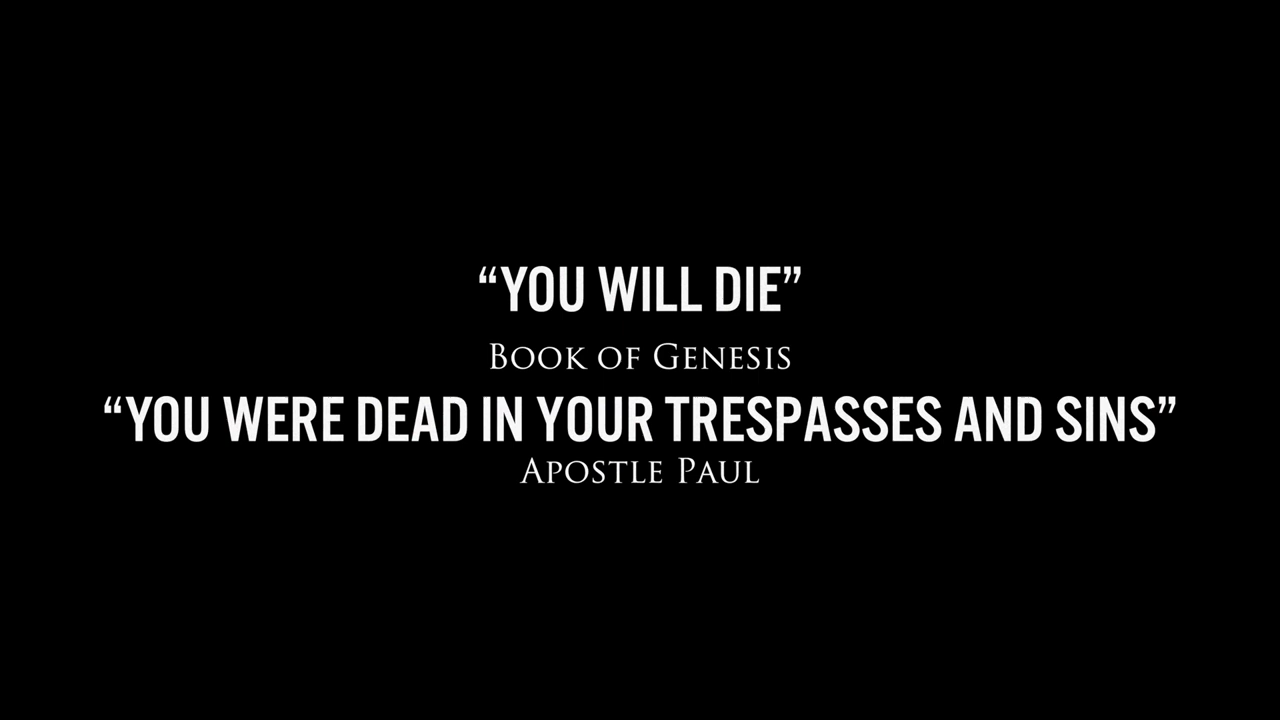 “YOU WILL DIE”
BOOK OF GENESIS
“YOU WERE DEAD IN YOUR TRESPASSES AND SINS”
APOSTLE PAUL